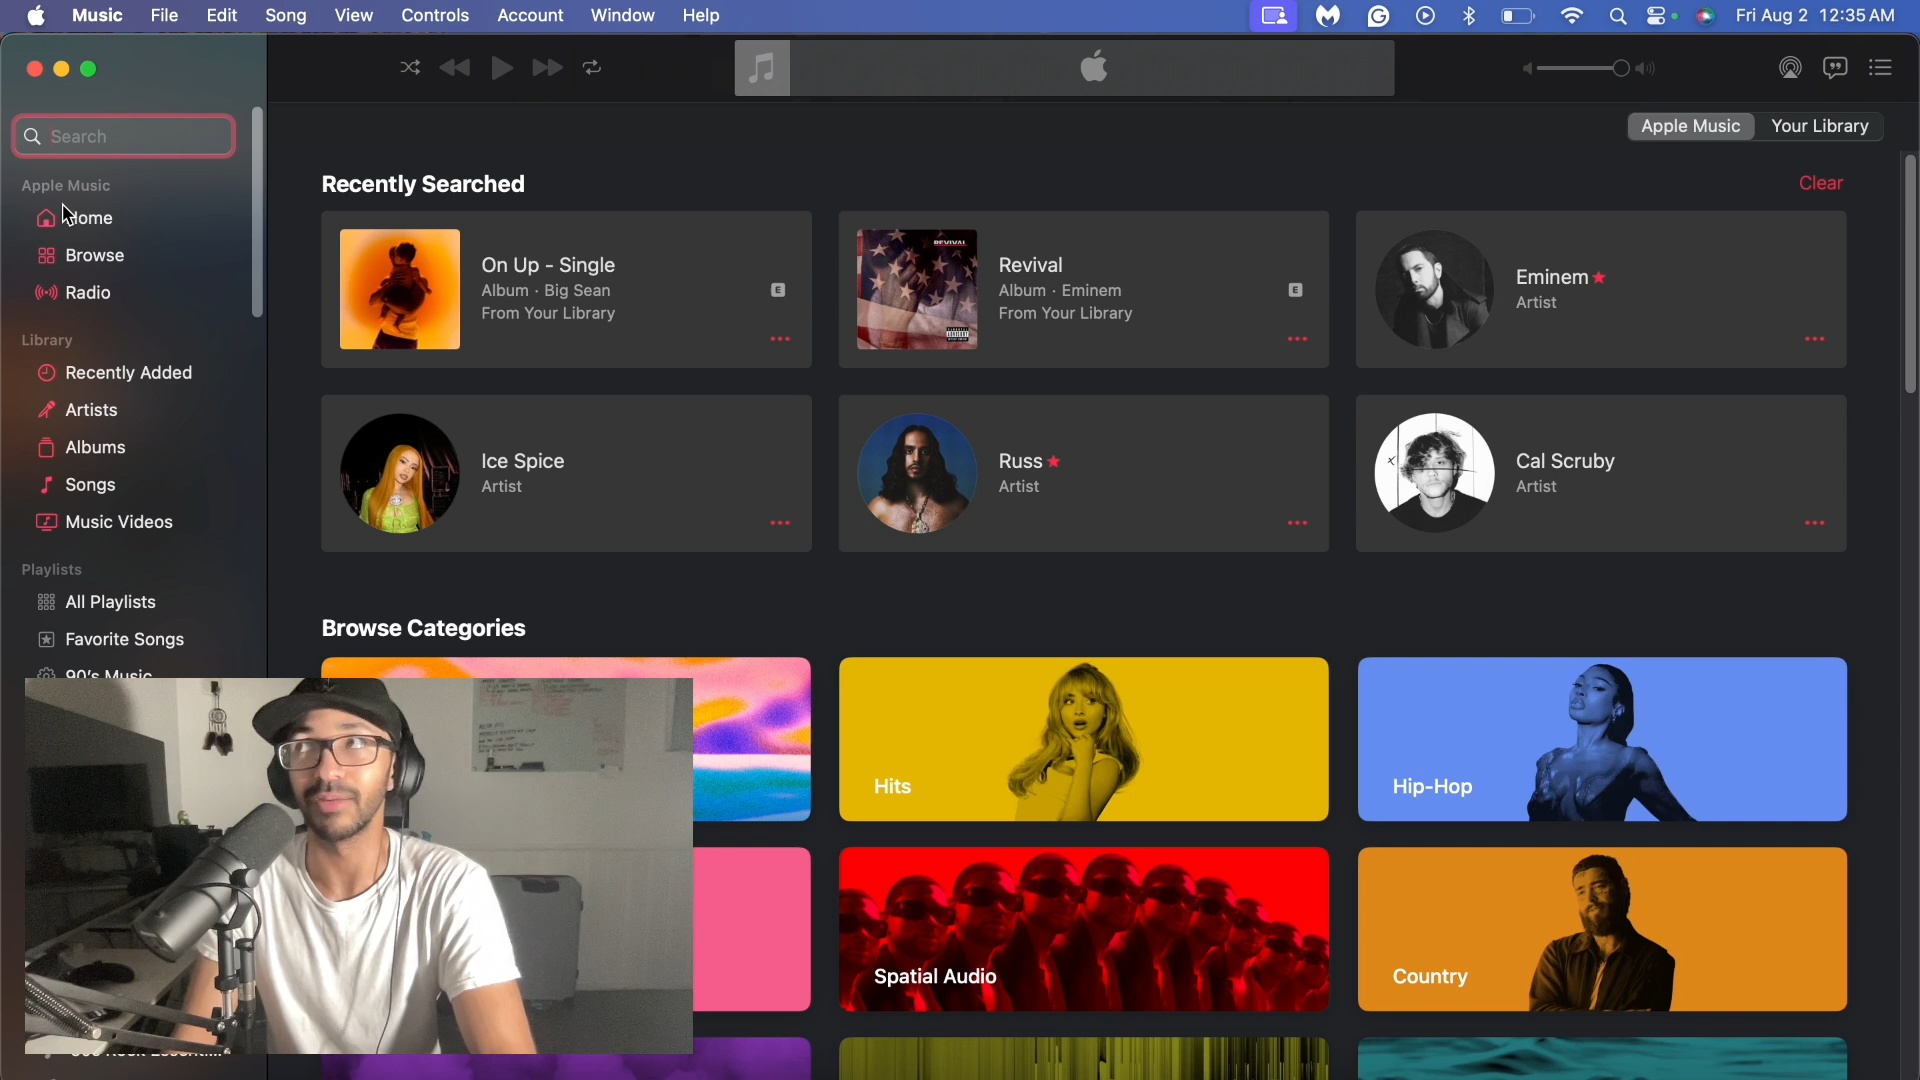 Music File Edit Song View Controls Account Window Help Fri Aug 2 12:35 AM
Search
Apple Music
Home
Browse
Radio
Library
Recently Added
Artists
Albums
Songs
Music Videos
Playlists
All Playlists
Favorite Songs
90's Music
Apple Music Your Library
Recently Searched Clear
On Up - Single
Album · Big Sean
From Your Library
E
REVIVAL
Revival
Album · Eminem
From Your Library
E
Eminem
Artist
Ice Spice
Artist
Russ
Artist
Cal Scruby
Artist
Browse Categories
Hits
Hip-Hop
Spatial Audio
Country